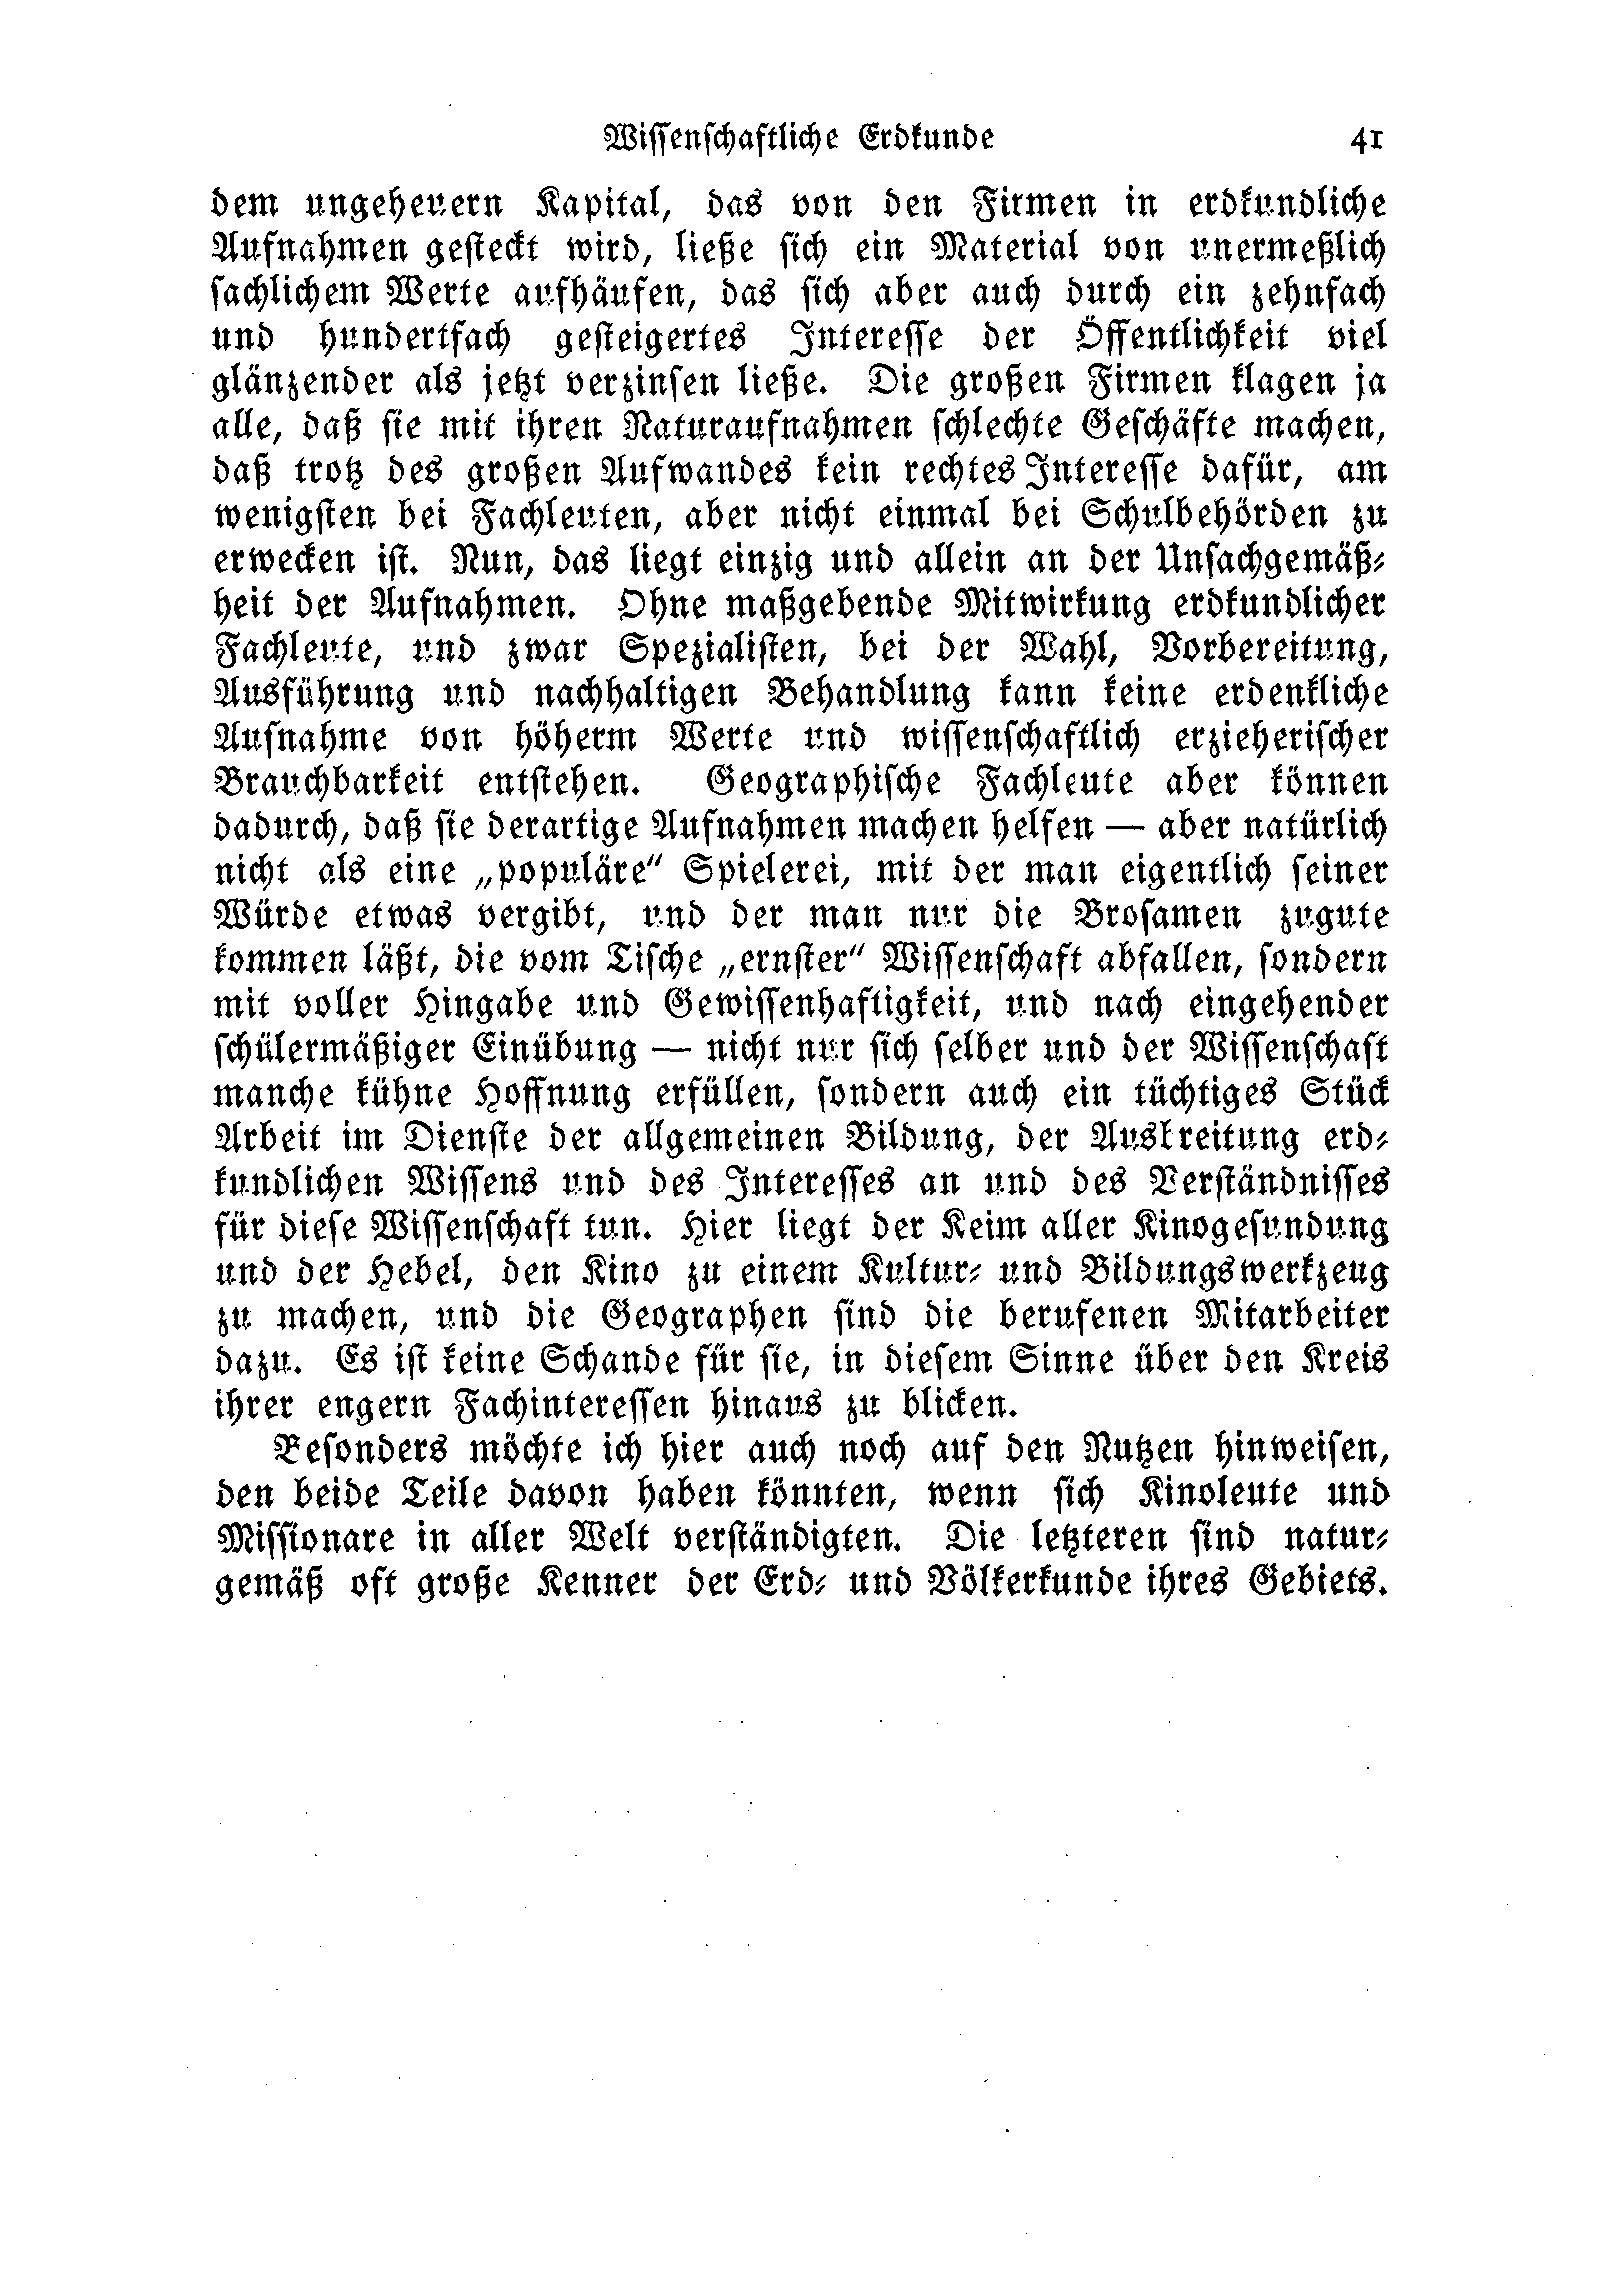 Wissenschaftliche Erdkunde 41
dem ungeheuern Kapital, das von den Firmen in erdkundliche
Aufnahmen gesteckt wird, ließe sich ein Material von unermeßlich
sachlichem Werte aufhäufen, das sich aber auch durch ein zehnfach
und hundertfach gesteigertes Interesse der Öffentlichkeit viel
glänzender als jetzt verzinsen ließe. Die großen Firmen klagen ja
alle, daß sie mit ihren Naturaufnahmen schlechte Geschäfte machen,
daß trotz des großen Aufwandes kein rechtes Interesse dafür, am
wenigsten bei Fachleuten, aber nicht einmal bei Schulbehörden zu
erwecken ist. Nun, das liegt einzig und allein an der Unsachgemäß-
heit der Aufnahmen. Ohne maßgebende Mitwirkung erdkundlicher
Fachleute, und zwar Spezialisten, bei der Wahl, Vorbereitung,
Ausführung und nachhaltigen Behandlung kann keine erdenkliche
Aufnahme von höherm Werte und wissenschaftlich erzieherischer
Brauchbarkeit entstehen. Geographische Fachleute aber können
dadurch, daß sie derartige Aufnahmen machen helfen — aber natürlich
nicht als eine „populäre“ Spielerei, mit der man eigentlich seiner
Würde etwas vergibt, und der man nur die Brosamen zugute
kommen läßt, die vom Tische „ernster“ Wissenschaft abfallen, sondern
mit voller Hingabe und Gewissenhaftigkeit, und nach eingehender
schülermäßiger Einübung — nicht nur sich selber und der Wissenschaft
manche kühne Hoffnung erfüllen, sondern auch ein tüchtiges Stück
Arbeit im Dienste der allgemeinen Bildung, der Ausbreitung erd-
kundlichen Wissens und des Interesses an und des Verständnisses
für diese Wissenschaft tun. Hier liegt der Keim aller Kinogesundung
und der Hebel, den Kino zu einem Kultur- und Bildungswerkzeug
zu machen, und die Geographen sind die berufenen Mitarbeiter
dazu. Es ist keine Schande für sie, in diesem Sinne über den Kreis
ihrer engern Fachinteressen hinaus zu blicken.
Besonders möchte ich hier auch noch auf den Nutzen hinweisen,
den beide Teile davon haben könnten, wenn sich Kinoleute und
Missionare in aller Welt verständigten. Die letzteren sind natur-
gemäß oft große Kenner der Erd- und Völkerkunde ihres Gebiets.